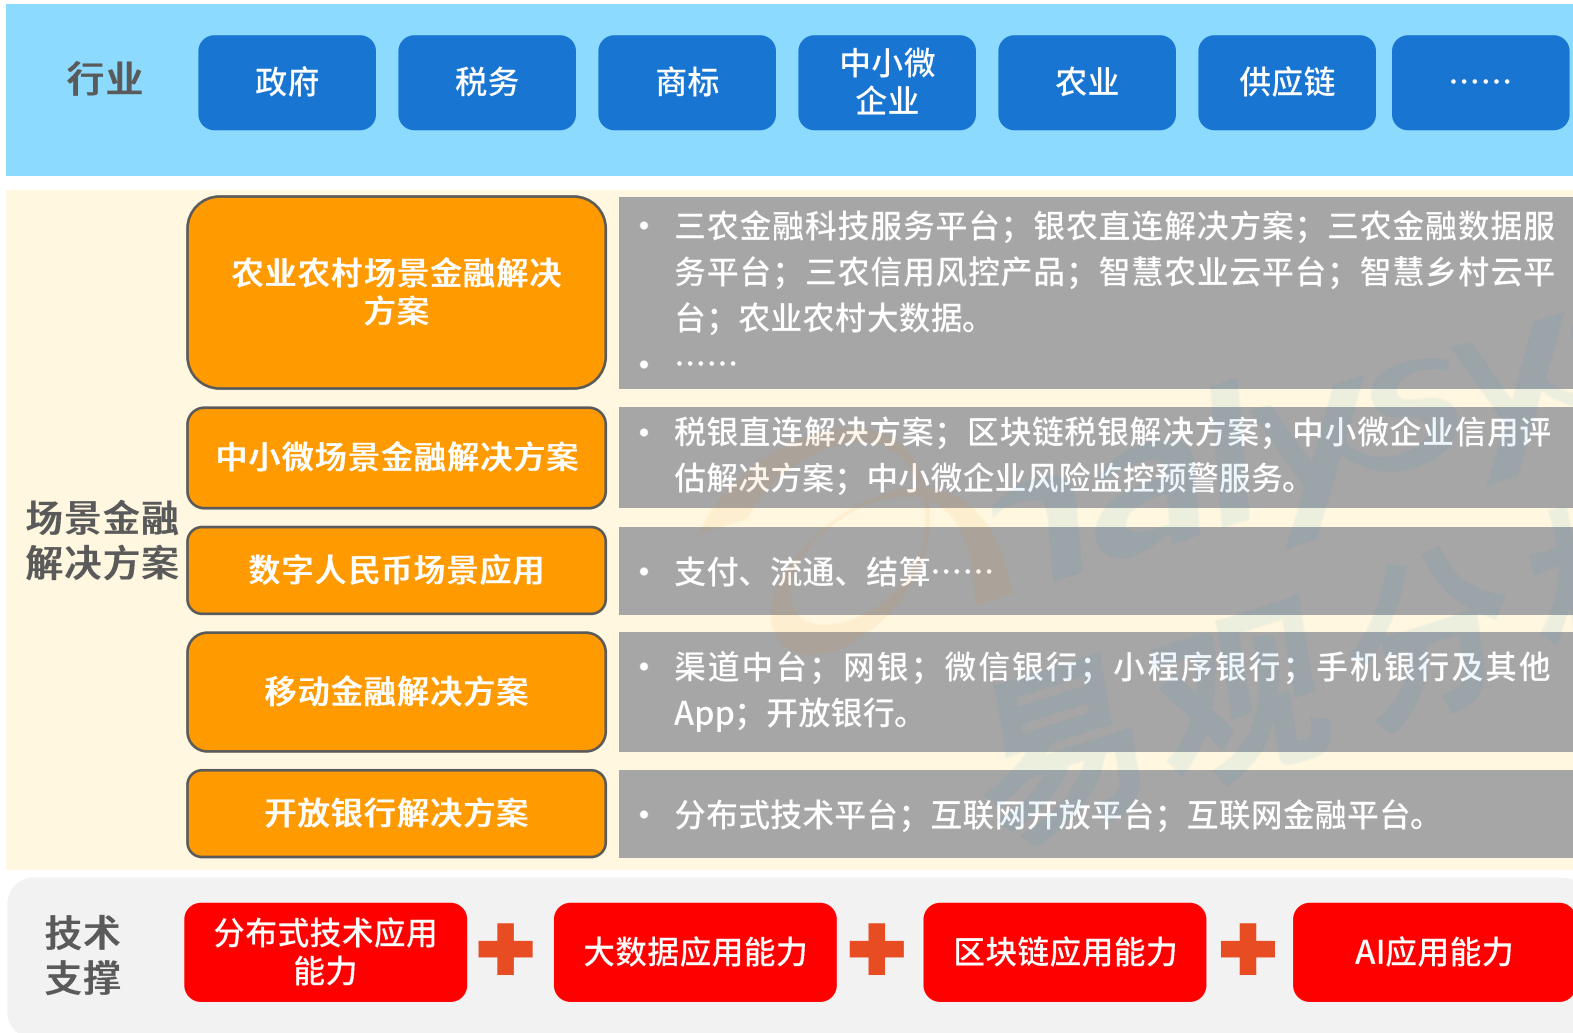 行业
政府
税务
商标
中小微
企业
农业
供应链
……
场景金融
解决方案
农业农村场景金融解决
方案
• 三农金融科技服务平台；银农直连解决方案；三农金融数据服
务平台；三农信用风控产品；智慧农业云平台；智慧乡村云平
台；农业农村大数据。
• ……
中小微场景金融解决方案
• 税银直连解决方案；区块链税银解决方案；中小微企业信用评
估解决方案；中小微企业风险监控预警服务。
数字人民币场景应用
• 支付、流通、结算……
移动金融解决方案
• 渠道中台；网银；微信银行；小程序银行；手机银行及其他
App；开放银行。
开放银行解决方案
• 分布式技术平台；互联网开放平台；互联网金融平台。
nalysy
易观分析
技术
支撑
分布式技术应用
能力
大数据应用能力
区块链应用能力
AI应用能力